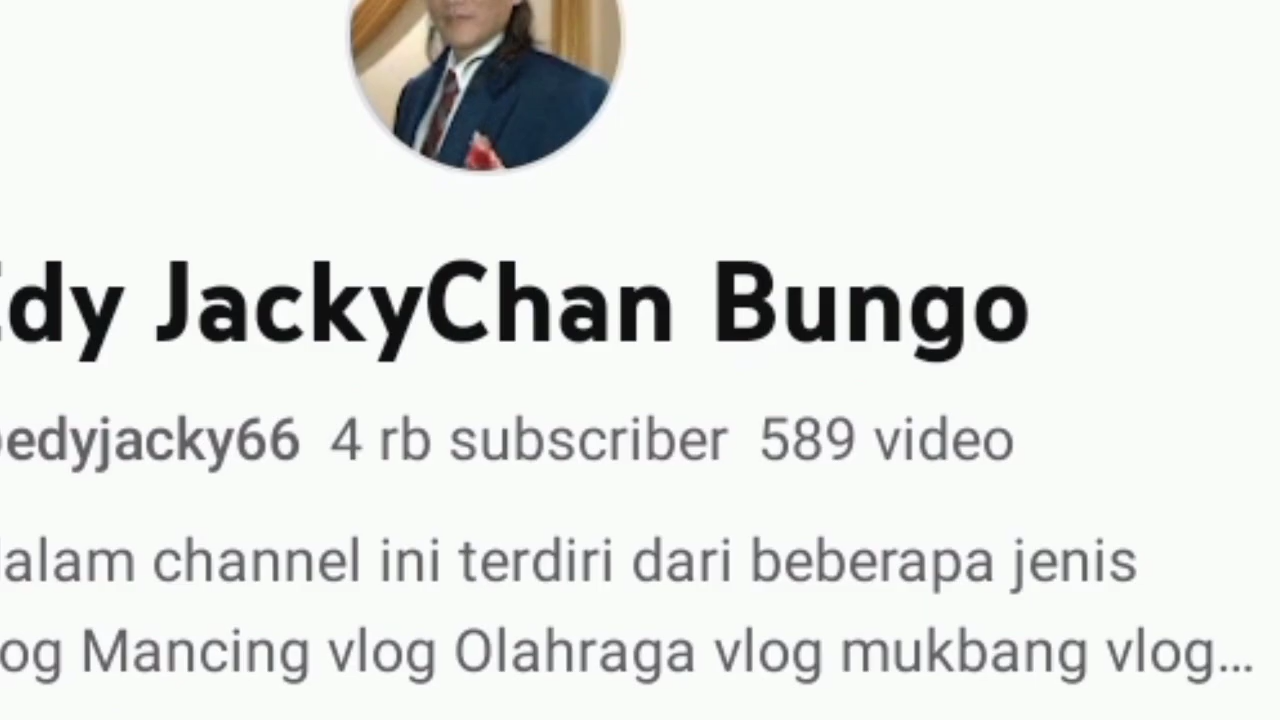 Edy JackyChan Bungo
edyjacky66 4 rb subscriber 589 video
dalam channel ini terdiri dari beberapa jenis
og Mancing vlog Olahraga vlog mukbang vlog...